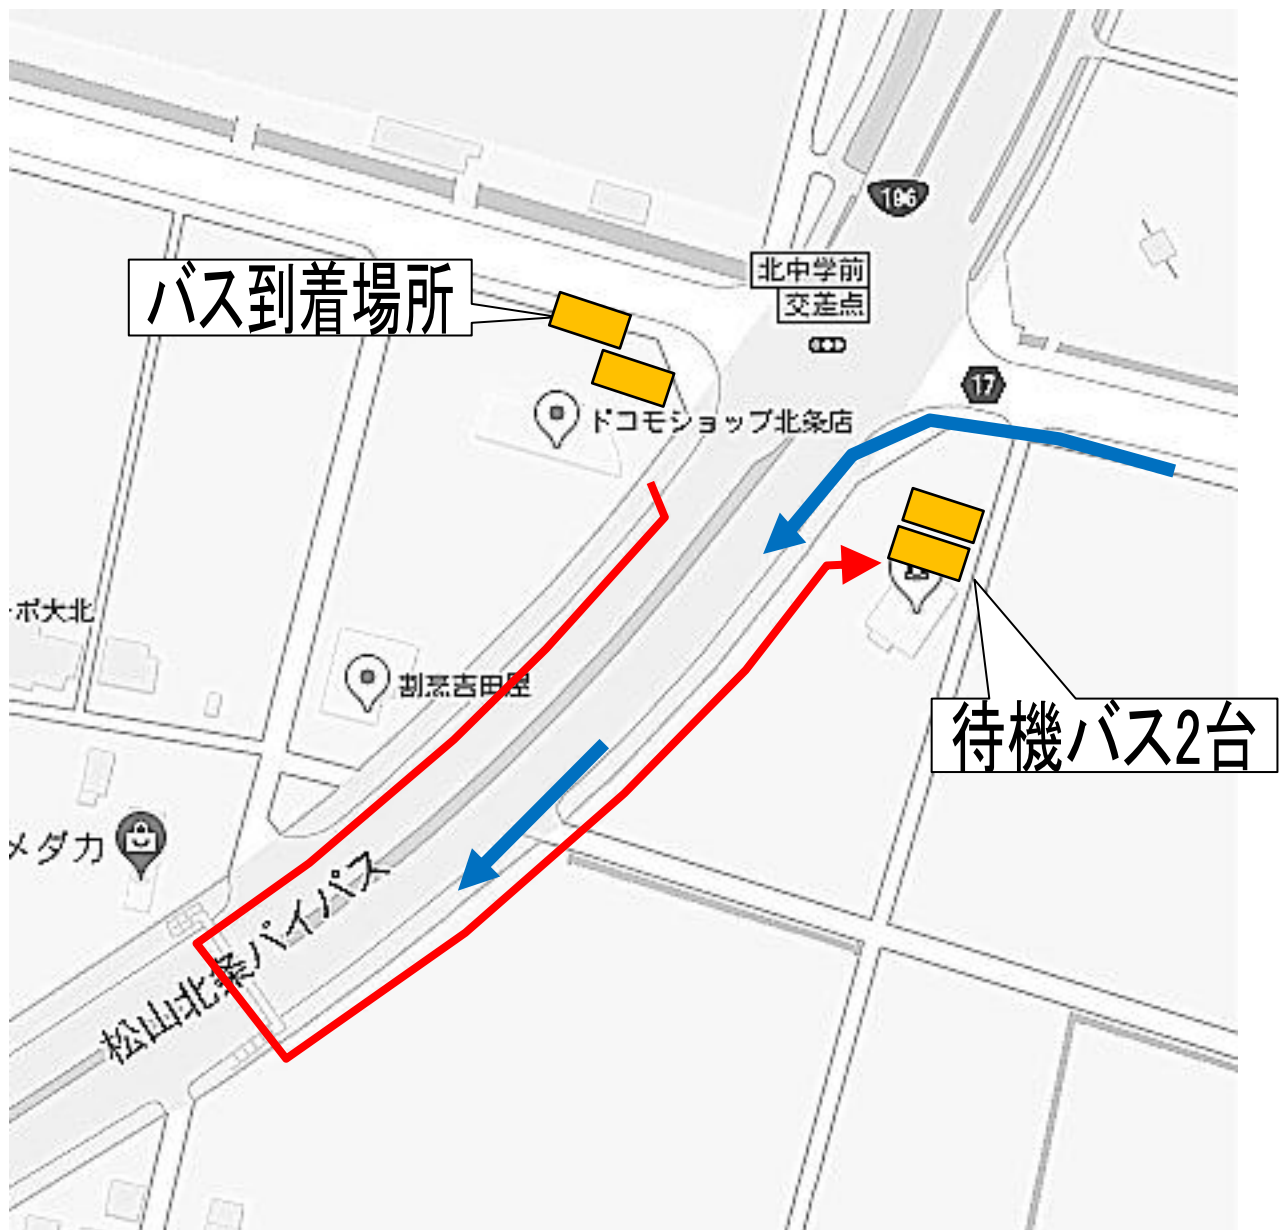 196
北中学前
交差点
バス到着場所
17
ドコモショップ北条店
ーポ大北
割烹吉田屋
待機バス2台
メダカ
松山北条バイパス